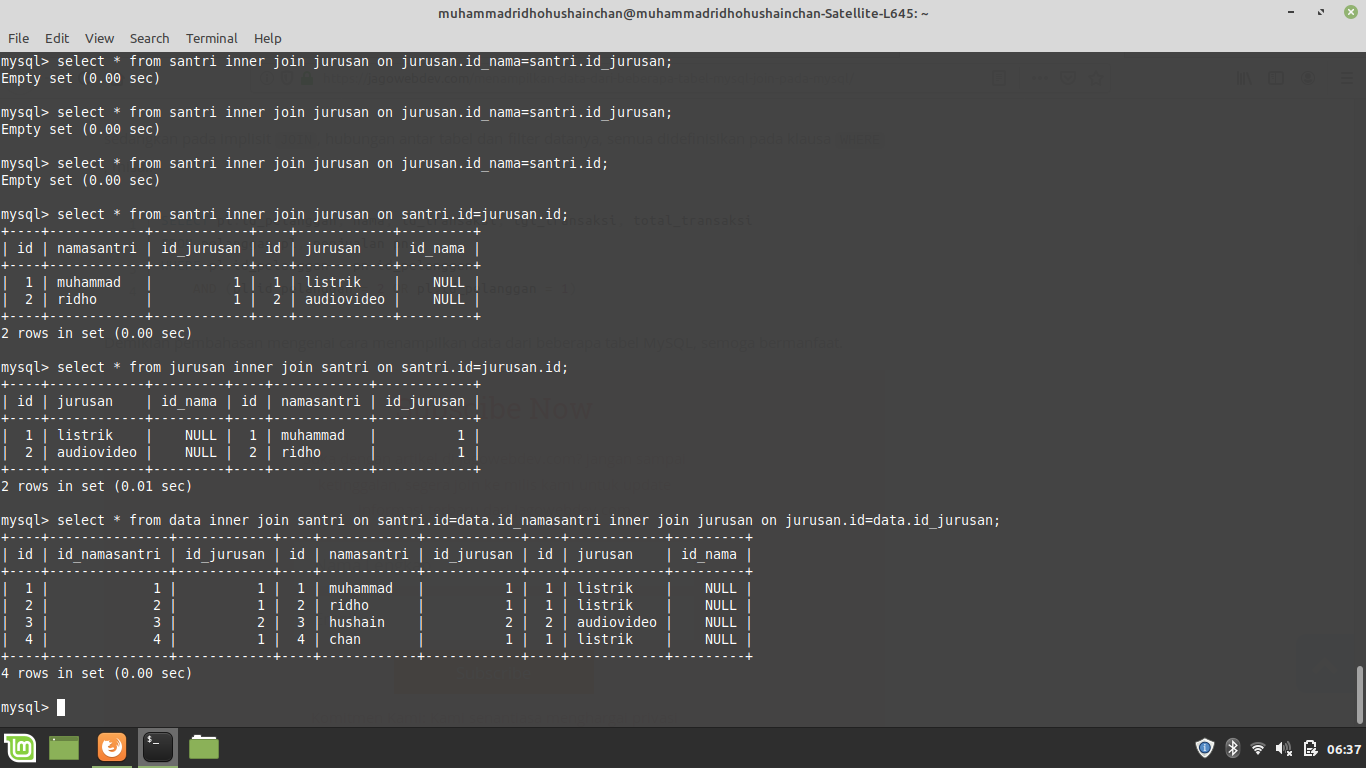 muhammadridhohushainchan@muhammadridhohushainchan-Satellite-L645: ~
File Edit View Search Terminal Help
mysql> select * from santri inner join jurusan on jurusan.id_nama=santri.id_jurusan;
Empty set (0.00 sec)
mysql> select * from santri inner join jurusan on jurusan.id_nama=santri.id_jurusan;
Empty set (0.00 sec)
mysql> select * from santri inner join jurusan on jurusan.id_nama=santri.id;
Empty set (0.00 sec)
mysql> select * from santri inner join jurusan on santri.id=jurusan.id;
+----+------------+------------+----+------------+---------+
| id | namasantri | id_jurusan | id | jurusan    | id_nama |
+----+------------+------------+----+------------+---------+
|  1 | muhammad   |          1 |  1 | listrik    |    NULL |
|  2 | ridho      |          1 |  2 | audiovideo |    NULL |
+----+------------+------------+----+------------+---------+
2 rows in set (0.00 sec)
mysql> select * from jurusan inner join santri on santri.id=jurusan.id;
+----+------------+---------+----+------------+------------+
| id | jurusan    | id_nama | id | namasantri | id_jurusan |
+----+------------+---------+----+------------+------------+
|  1 | listrik    |    NULL |  1 | muhammad   |          1 |
|  2 | audiovideo |    NULL |  2 | ridho      |          1 |
+----+------------+---------+----+------------+------------+
2 rows in set (0.01 sec)
mysql> select * from data inner join santri on santri.id=data.id_namasantri inner join jurusan on jurusan.id=data.id_jurusan;
+----+---------------+------------+----+------------+------------+----+------------+---------+
| id | id_namasantri | id_jurusan | id | namasantri | id_jurusan | id | jurusan    | id_nama |
+----+---------------+------------+----+------------+------------+----+------------+---------+
|  1 |             1 |          1 |  1 | muhammad   |          1 |  1 | listrik    |    NULL |
|  2 |             2 |          1 |  2 | ridho      |          1 |  1 | listrik    |    NULL |
|  3 |             3 |          2 |  3 | hushain    |          2 |  2 | audiovideo |    NULL |
|  4 |             4 |          1 |  4 | chan       |          1 |  1 | listrik    |    NULL |
+----+---------------+------------+----+------------+------------+----+------------+---------+
4 rows in set (0.00 sec)
mysql>
06:37